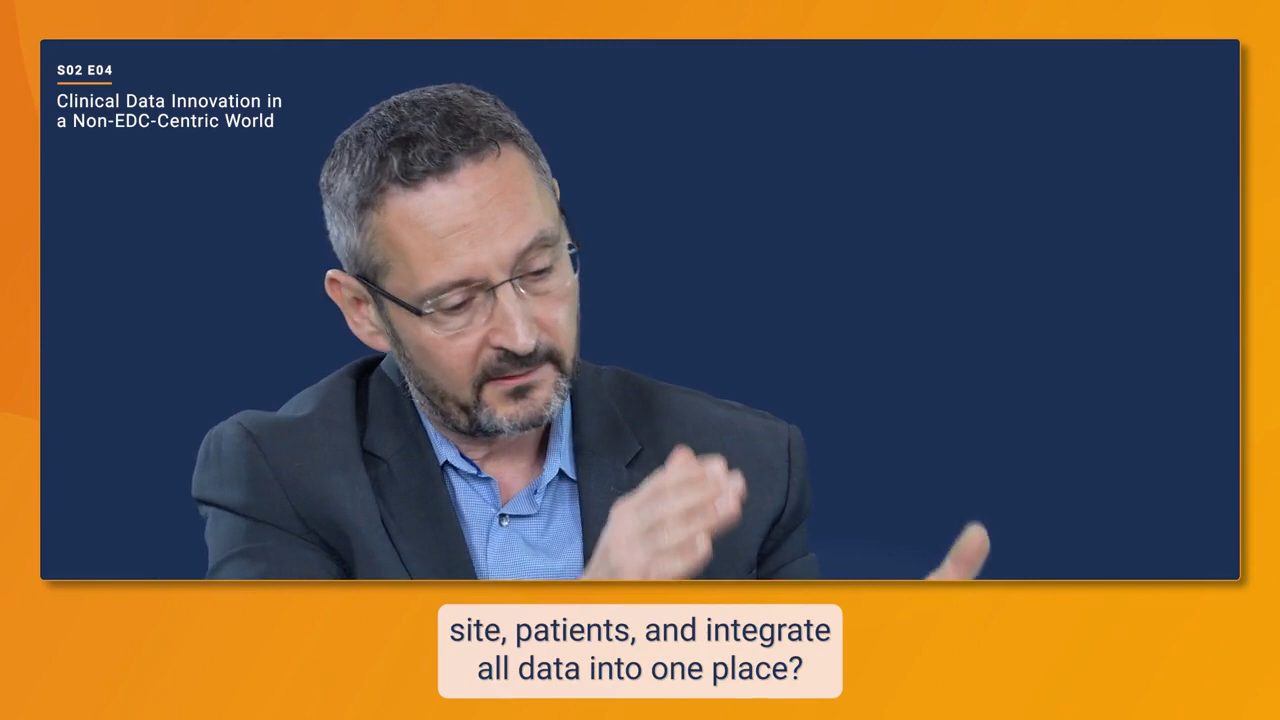 S02 E04
Clinical Data Innovation in
a Non-EDC-Centric World
site, patients, and integrate
all data into one place?